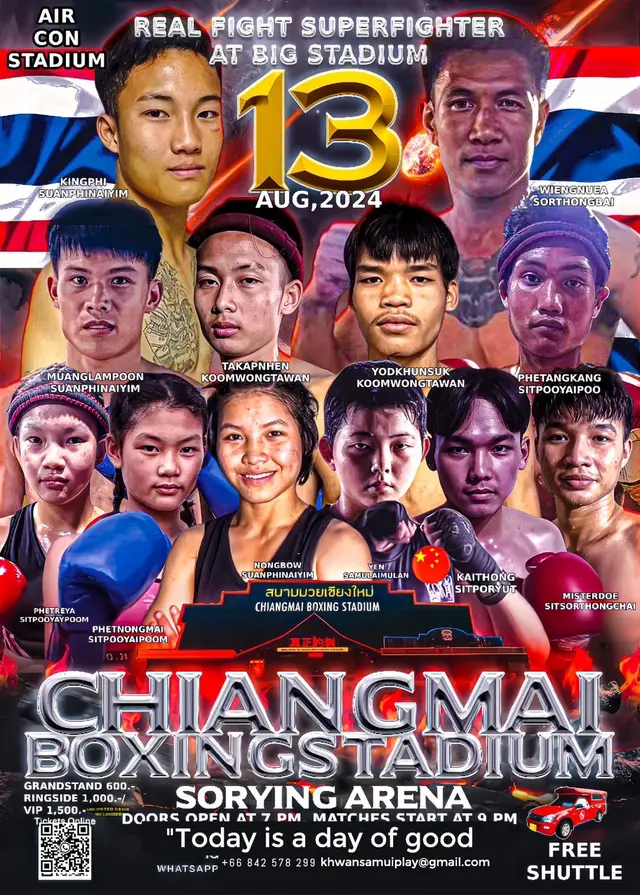 AIR
CON
STADIUM
REAL FIGHT SUPERFIGHTER
AT BIG STADIUM
13
AUG,2024
KINGPHI
SUANPHINAIYIM
WIENGNUEA
SORTHONGBAI
MUANGLAMPOON
SUANPHINAIYIM
TAKAPNHEN
KOOMWONGTAWAN
YODKHUNSUK
KOOMWONGTAWAN
PHETANGKANG
SITPOOYAIPOO
PHETREYA
SITPOOYAYPOOM
PHETNONGMAI
SITPOOYAIPOOM
NONGBOW
SUANPHINAIYIM
YEN
SAMULAIMULAN
KAITHONG
SITPORYUT
MISTERDOE
SITSORTHONGCHAI
สนามมวยเชียงใหม่
CHIANGMAI BOXING STADIUM
CHIANGMAI
BOXINGSTADIUM
GRANDSTAND 600.-
RINGSIDE 1,000.-/
VIP 1,500.-
Tickets Online
SORYING ARENA
DOORS OPEN AT 7 PM, MATCHES START AT 9 PM
"Today is a day of good
WHATSAPP +66 842 578 299 khwansamuiplay@gmail.com
FREE
SHUTTLE